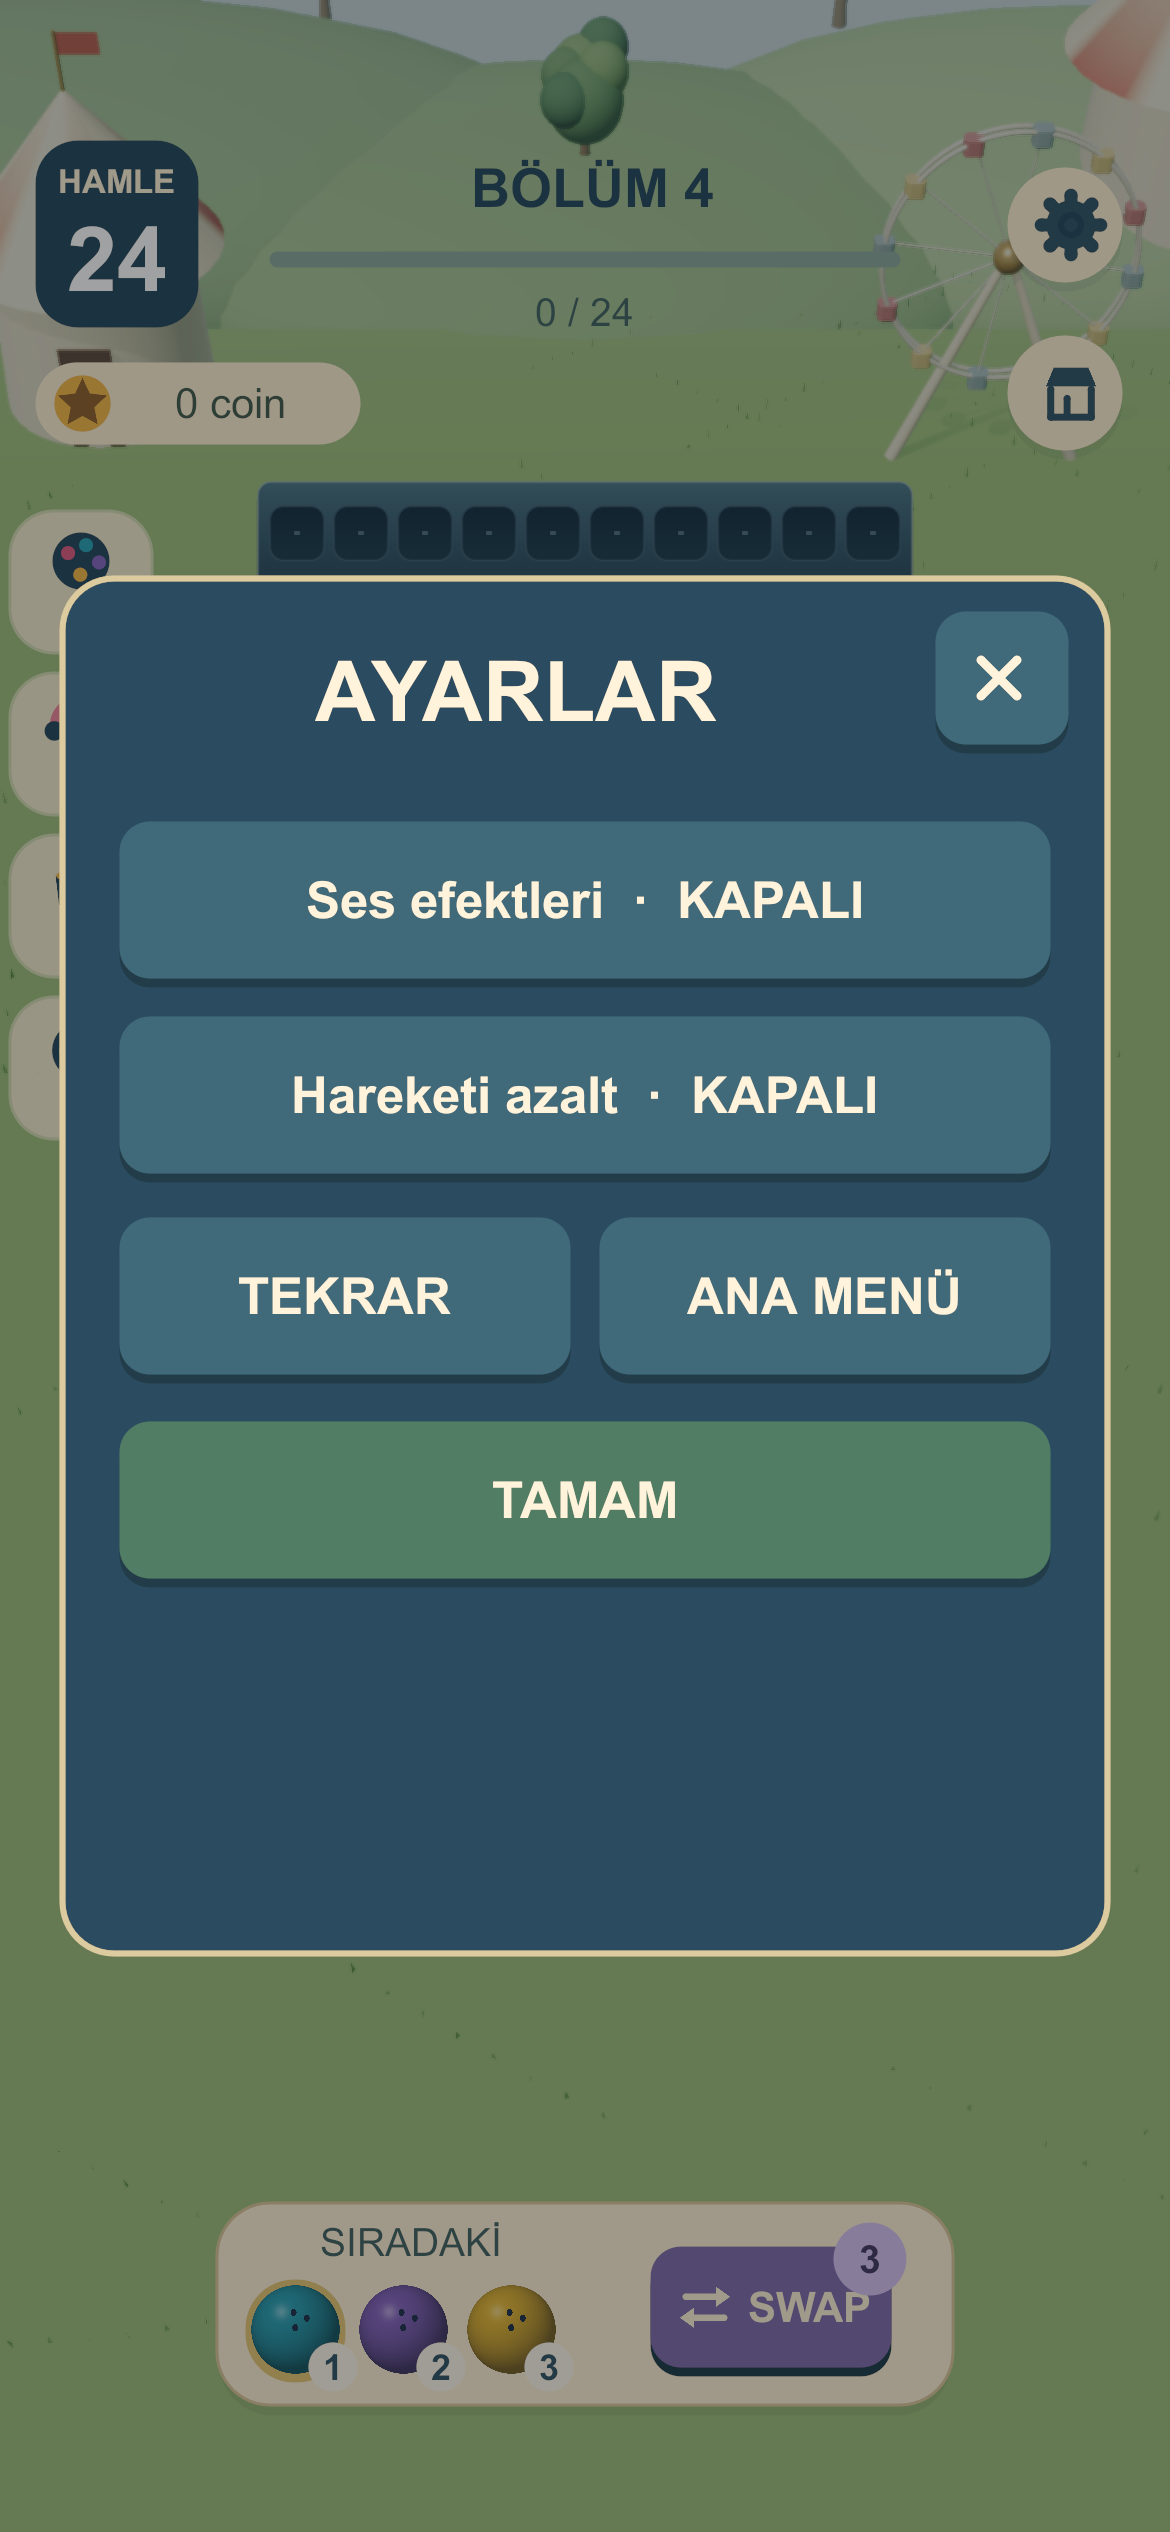 HAMLE
24
BÖLÜM 4
0 / 24
0 coin
AYARLAR
Ses efektleri · KAPALI
Hareketi azalt · KAPALI
TEKRAR
ANA MENÜ
TAMAM
SIRADAKİ
1
2
3
SWAP
3